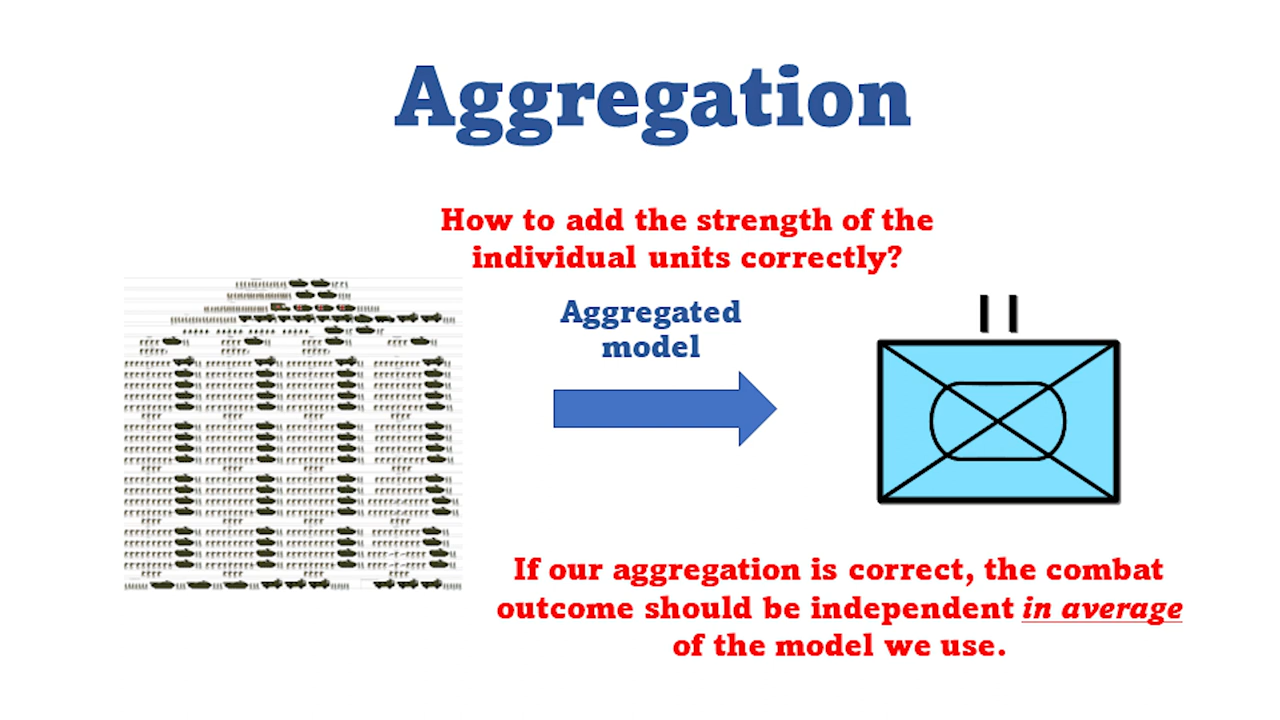 Aggregation
How to add the strength of the
individual units correctly?
Aggregated
model
If our aggregation is correct, the combat
outcome should be independent in average
of the model we use.